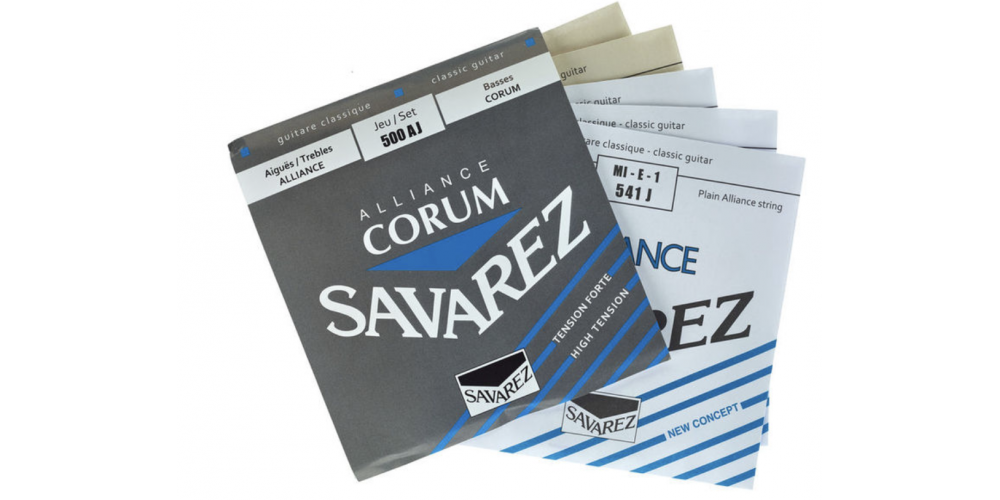 guitare classique
classic guitar
Aiguës / Trebles
ALLIANCE
Jeu / Set
500 AJ
Basses
CORUM
ALLIANCE
CORUM
SAVAREZ
TENSION FORTE
HIGH TENSION
SAVAREZ
guitar
guitar
classique - classic guitar
classique - classic guitar
MI - E - 1
541 J
Plain Alliance string
ANCE
REZ
SAVAREZ
NEW CONCEPT